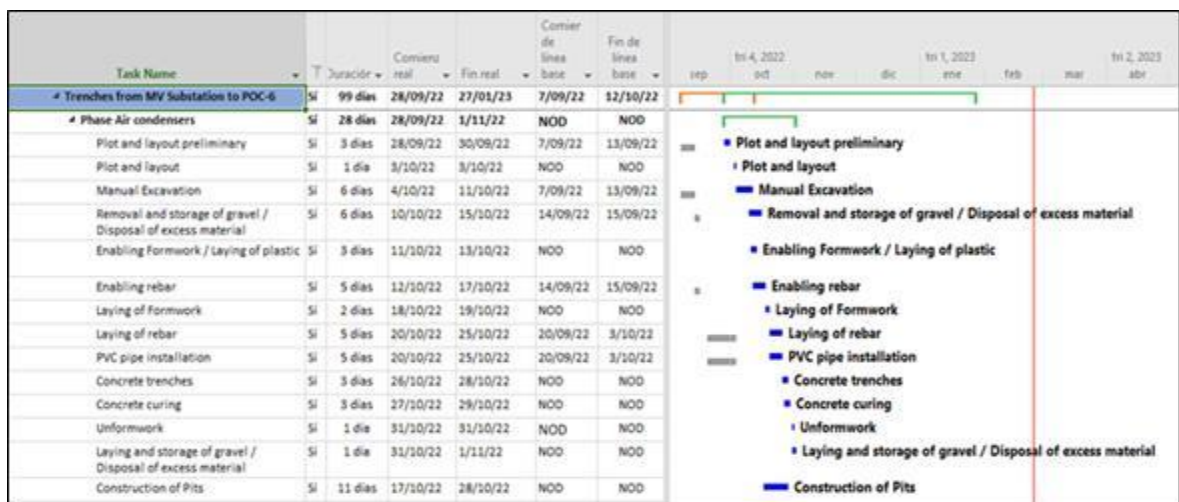 Task Name
Duración
Comienzo real
Fin real
Comienz de línea base
Fin de línea base
tri 4, 2022
tri 1, 2023
tri 2, 2023
sep oct nov dic ene feb mar abr
Trenches from MV Substation to POC-6 Sí 99 días 28/09/22 27/01/23 7/09/22 12/10/22
Phase Air condensers Sí 28 días 28/09/22 1/11/22 NOD NOD
Plot and layout preliminary Sí 3 días 28/09/22 30/09/22 7/09/22 13/09/22 Plot and layout preliminary
Plot and layout Sí 1 día 3/10/22 3/10/22 NOD NOD Plot and layout
Manual Excavation Sí 6 días 4/10/22 11/10/22 7/09/22 13/09/22 Manual Excavation
Removal and storage of gravel / Sí 6 días 10/10/22 15/10/22 14/09/22 15/09/22 Removal and storage of gravel / Disposal of excess material
Disposal of excess material
Enabling Formwork / Laying of plastic Sí 3 días 11/10/22 13/10/22 NOD NOD Enabling Formwork / Laying of plastic
Enabling rebar Sí 5 días 12/10/22 17/10/22 14/09/22 15/09/22 Enabling rebar
Laying of Formwork Sí 2 días 18/10/22 19/10/22 NOD NOD Laying of Formwork
Laying of rebar Sí 5 días 20/10/22 25/10/22 20/09/22 3/10/22 Laying of rebar
PVC pipe installation Sí 5 días 20/10/22 25/10/22 20/09/22 3/10/22 PVC pipe installation
Concrete trenches Sí 3 días 26/10/22 28/10/22 NOD NOD Concrete trenches
Concrete curing Sí 3 días 27/10/22 29/10/22 NOD NOD Concrete curing
Unformwork Sí 1 día 31/10/22 31/10/22 NOD NOD Unformwork
Laying and storage of gravel / Sí 1 día 31/10/22 1/11/22 NOD NOD Laying and storage of gravel / Disposal of excess material
Disposal of excess material
Construction of Pits Sí 11 días 17/10/22 28/10/22 NOD NOD Construction of Pits